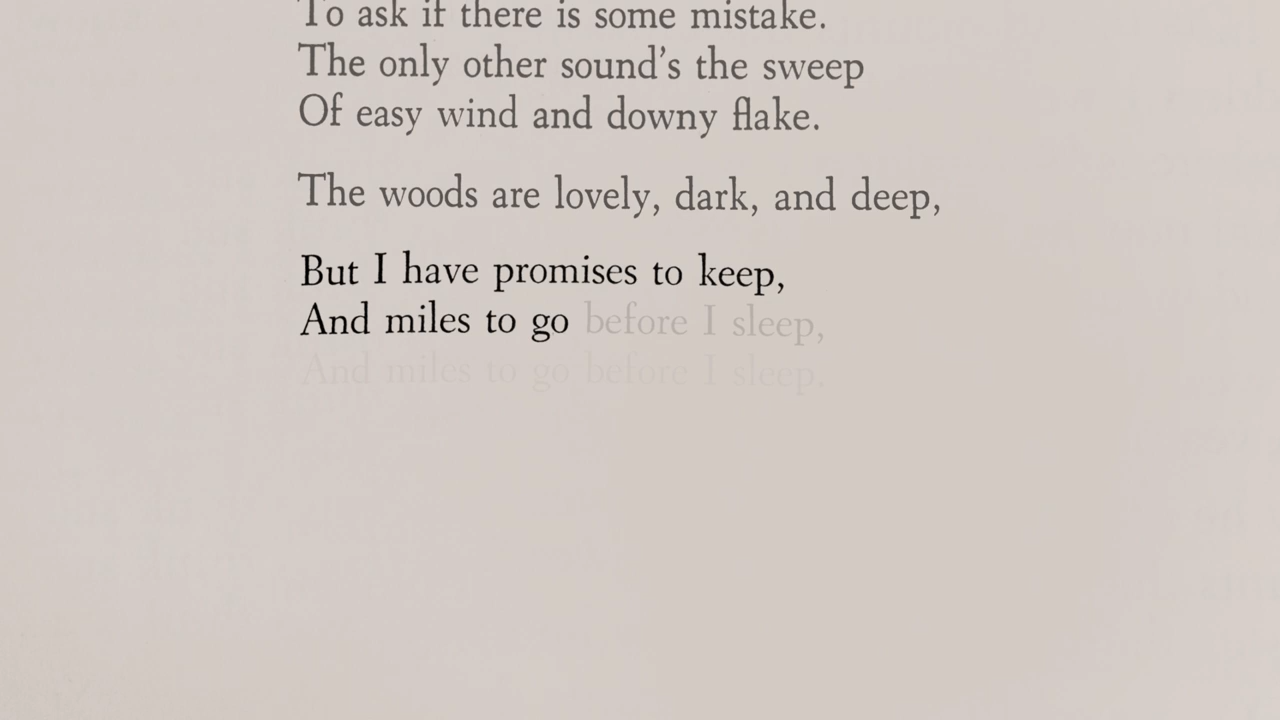 To ask if there is some mistake.
The only other sound's the sweep
Of easy wind and downy flake.
The woods are lovely, dark, and deep,
But I have promises to keep,
And miles to go before I sleep,
And miles to go before I sleep.